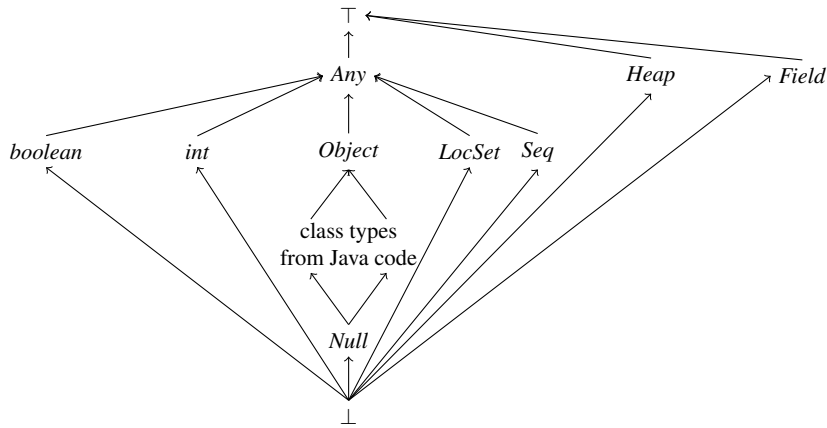 ⊤
Any
Heap
Field
boolean
int
Object
LocSet
Seq
class types
from Java code
Null
⊥